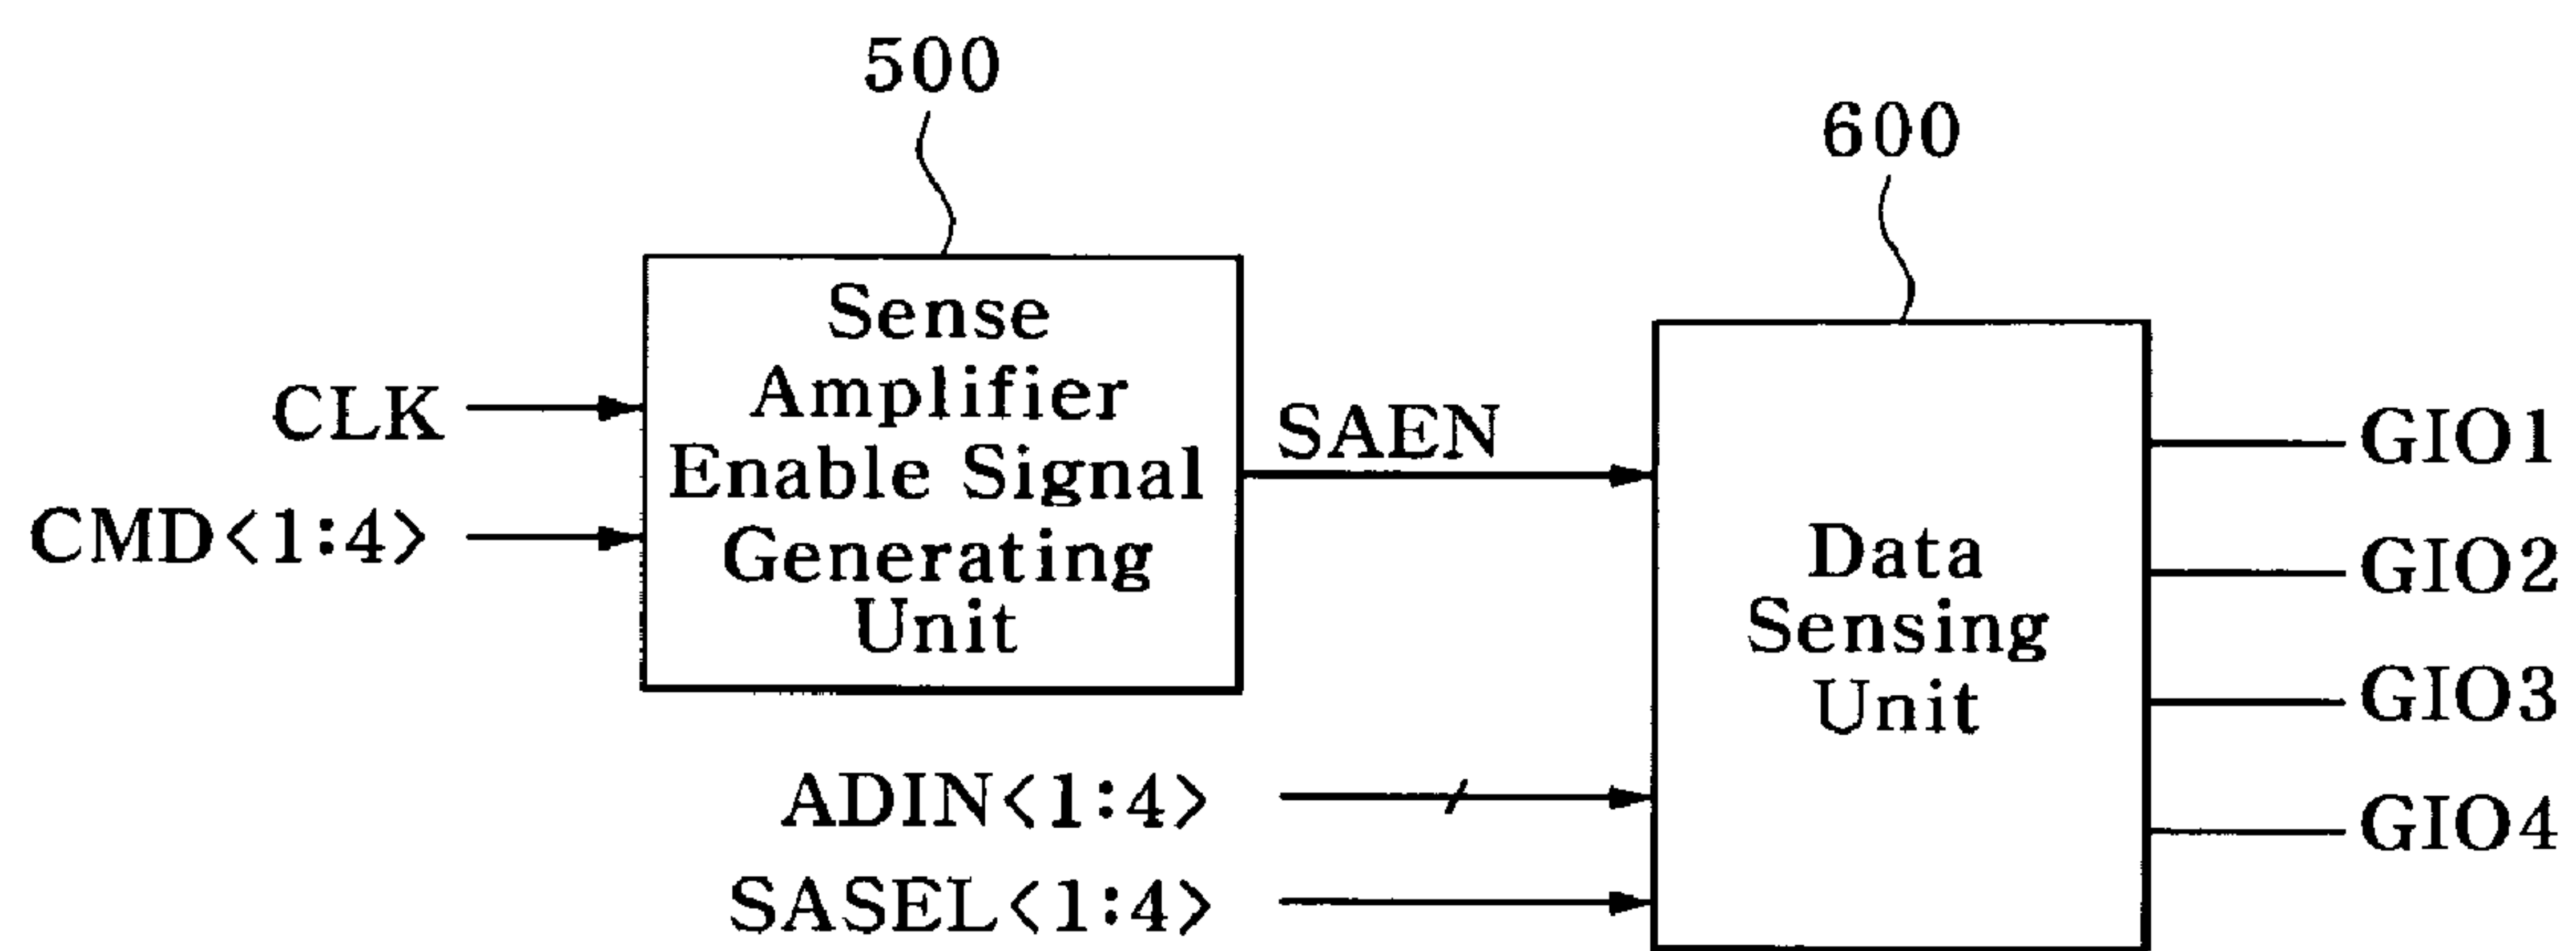 500
600
Sense
Amplifier
Enable Signal
Generating
Unit
CLK
CMD<1:4>
SAEN
Data
Sensing
Unit
ADIN<1:4>
SASEL<1:4>
GIO1
GIO2
GIO3
GIO4